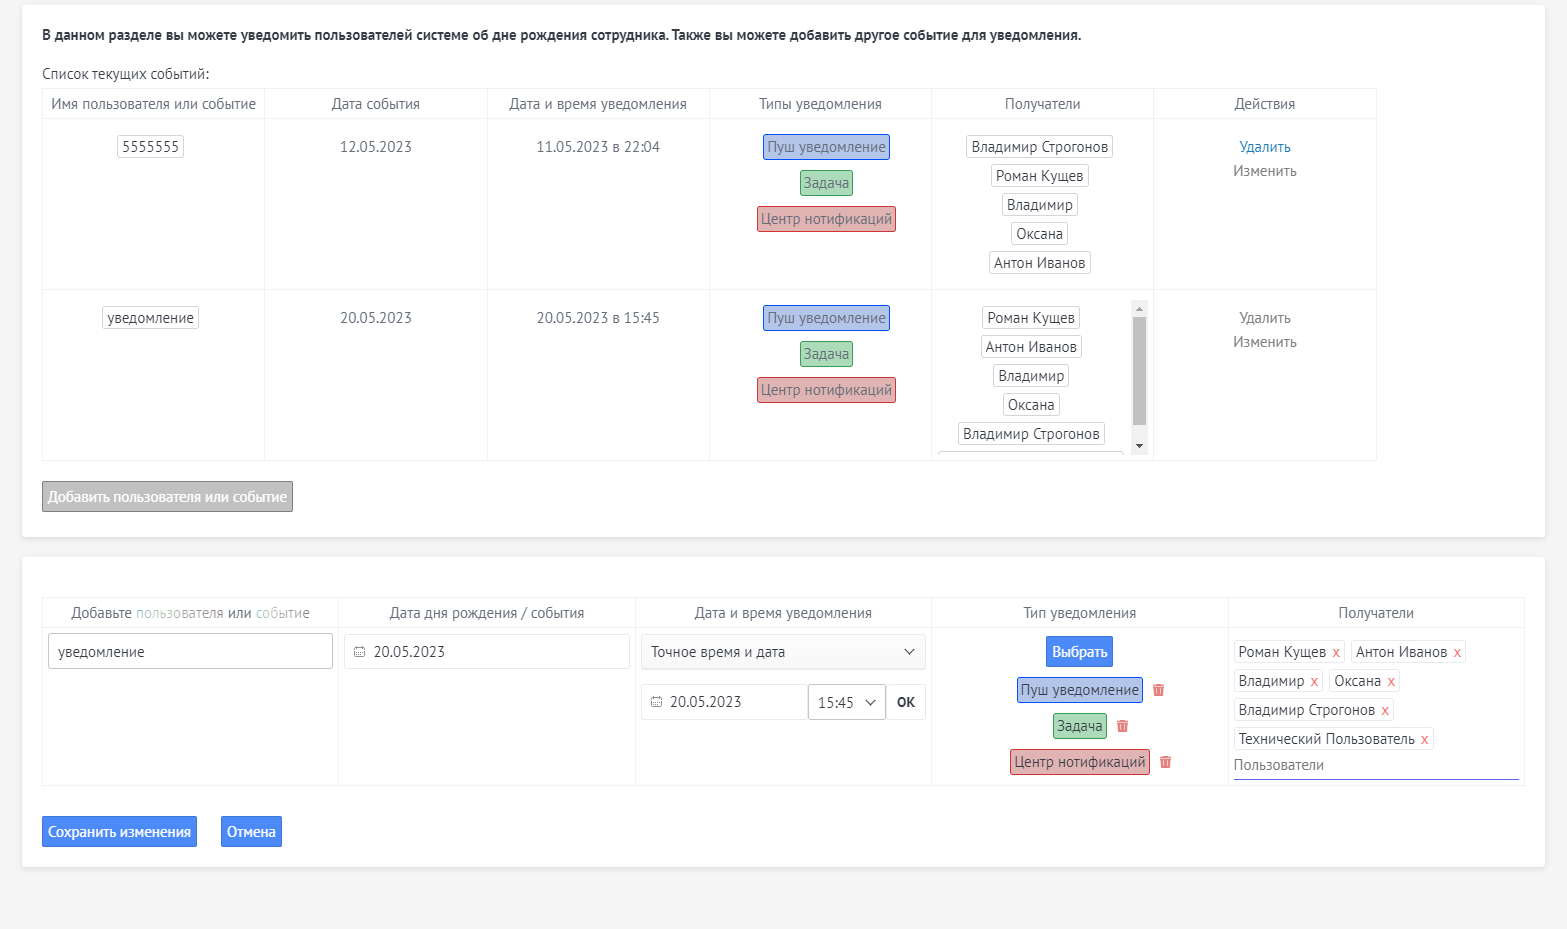 В данном разделе вы можете уведомить пользователей системе об дне рождения сотрудника. Также вы можете добавить другое событие для уведомления.
Список текущих событий:
Имя пользователя или событие Дата события Дата и время уведомления Типы уведомления Получатели Действия
5555555 12.05.2023 11.05.2023 в 22:04 Пуш уведомление Владимир Строгонов Удалить
Роман Кущев Изменить
Задача
Владимир
Центр нотификаций
Оксана
Антон Иванов
уведомление 20.05.2023 20.05.2023 в 15:45 Пуш уведомление Роман Кущев Удалить
Антон Иванов Изменить
Задача
Владимир
Центр нотификаций
Оксана
Владимир Строгонов
Добавить пользователя или событие
Добавьте пользователя или событие Дата дня рождения / события Дата и время уведомления Тип уведомления Получатели
уведомление 20.05.2023 Точное время и дата Выбрать Роман Кущев x Антон Иванов x
Владимир x Оксана x
20.05.2023 15:45 ОК Пуш уведомление
Владимир Строгонов x
Задача
Технический Пользователь x
Центр нотификаций Пользователи
Сохранить изменения Отмена